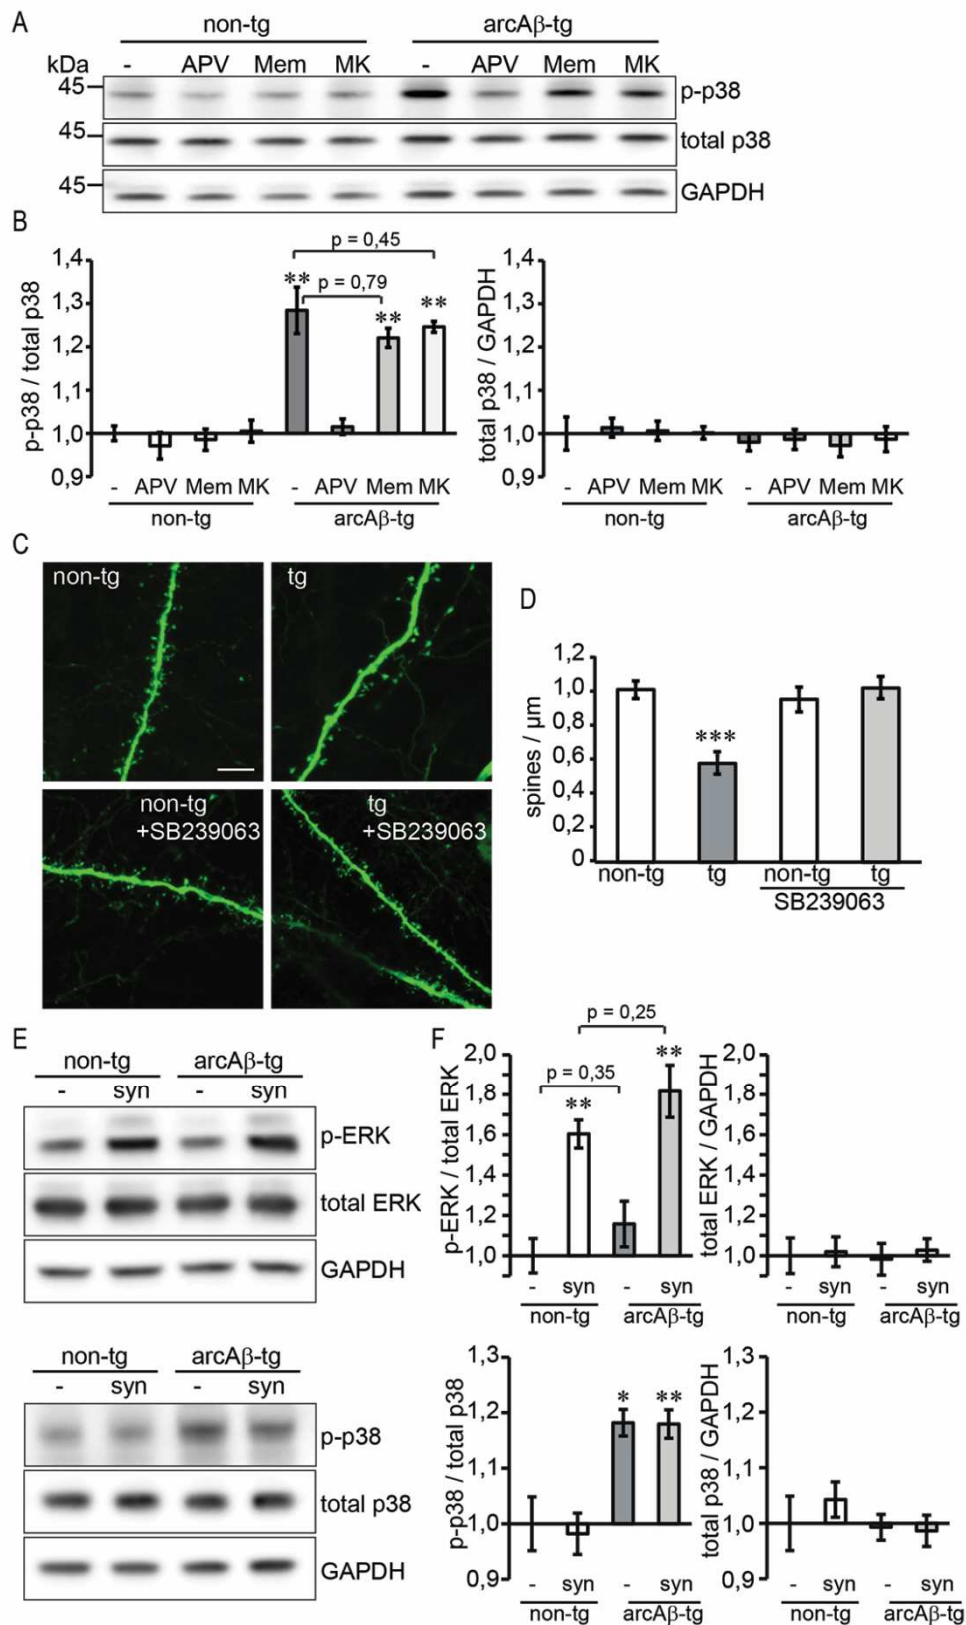 A
non-tg arcAβ-tg
kDa - APV Mem MK - APV Mem MK
45 p-p38
45 total p38
45 GAPDH
B
p-p38 / total p38
1,4
1,3
1,2
1,1
1,0
0,9
p = 0,45
** p = 0,79 ** **
- APV Mem MK - APV Mem MK
non-tg arcAβ-tg
total p38 / GAPDH
1,4
1,3
1,2
1,1
1,0
0,9
- APV Mem MK - APV Mem MK
non-tg arcAβ-tg
C
non-tg tg
non-tg tg
+SB239063 +SB239063
D
spines / µm
1,2
1,0
0,8
0,6
0,4
0,2
0
***
non-tg tg non-tg tg
SB239063
E
non-tg arcAβ-tg
- syn - syn
p-ERK
total ERK
GAPDH
non-tg arcAβ-tg
- syn - syn
p-p38
total p38
GAPDH
F
p-ERK / total ERK
2,0
1,8
1,6
1,4
1,2
1,0
p = 0,25
p = 0,35
** **
- syn - syn
non-tg arcAβ-tg
total ERK / GAPDH
2,0
1,8
1,6
1,4
1,2
1,0
- syn - syn
non-tg arcAβ-tg
p-p38 / total p38
1,3
1,2
1,1
1,0
0,9
* **
- syn - syn
non-tg arcAβ-tg
total p38 / GAPDH
1,3
1,2
1,1
1,0
0,9
- syn - syn
non-tg arcAβ-tg